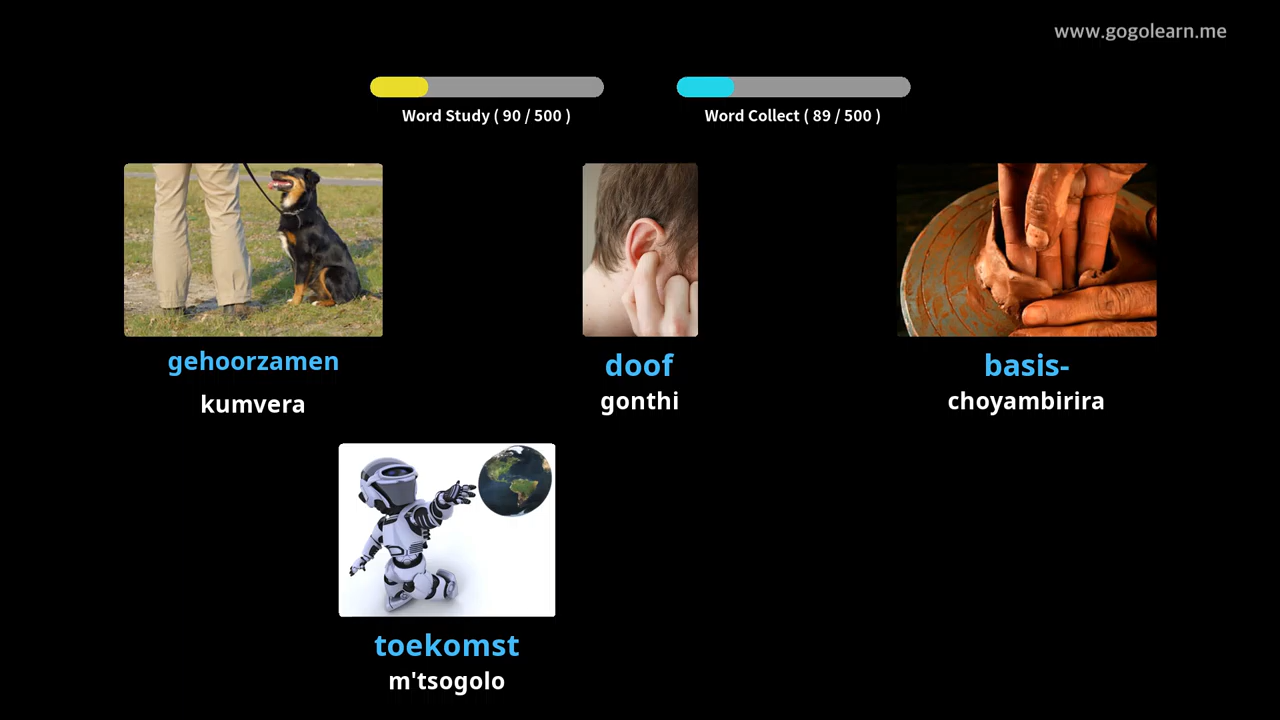 www.gogolearn.me
Word Study ( 90 / 500 )
Word Collect ( 89 / 500 )
gehoorzamen
kumvera
doof
gonthi
basis-
choyambirira
toekomst
m'tsogolo